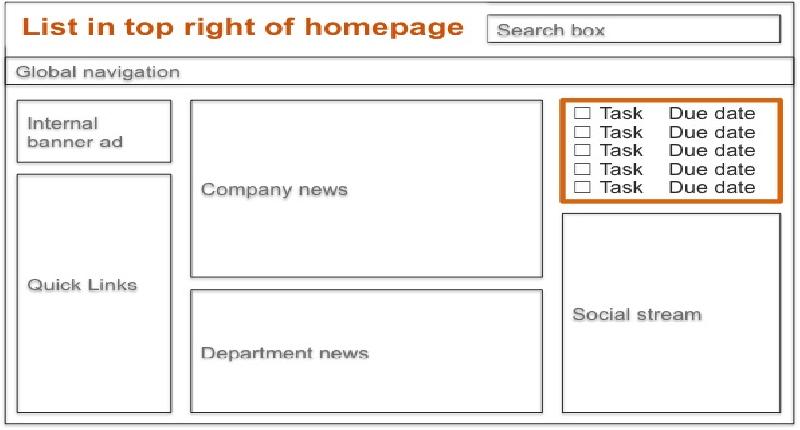 List in top right of homepage
Search box
Global navigation
Internal
banner ad
Quick Links
Company news
Department news
Task Due date
Task Due date
Task Due date
Task Due date
Task Due date
Social stream